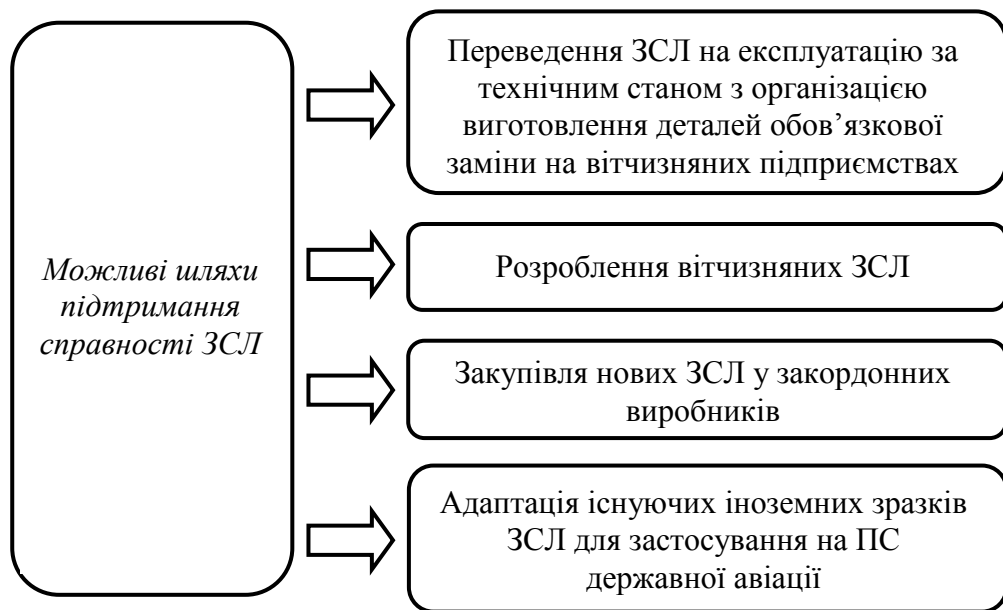 Можливі шляхи
підтримання
справності ЗСЛ
Переведення ЗСЛ на експлуатацію за
технічним станом з організацією
виготовлення деталей обов’язкової
заміни на вітчизняних підприємствах
Розроблення вітчизняних ЗСЛ
Закупівля нових ЗСЛ у закордонних
виробників
Адаптація існуючих іноземних зразків
ЗСЛ для застосування на ПС
державної авіації